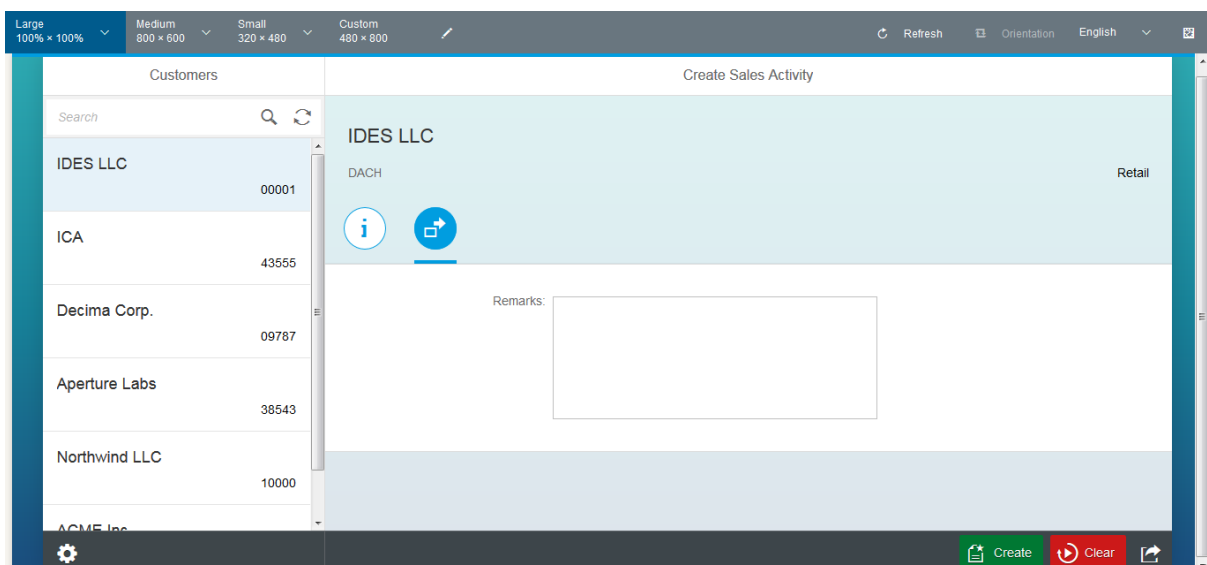 Large
100% × 100%
Medium
800 × 600
Small
320 × 480
Custom
480 × 800
Refresh
Orientation
English
Customers
Create Sales Activity
Search
IDES LLC
00001
ICA
43555
Decima Corp.
09787
Aperture Labs
38543
Northwind LLC
10000
ACME Inc
IDES LLC
DACH
Retail
i
Remarks:
Create
Clear